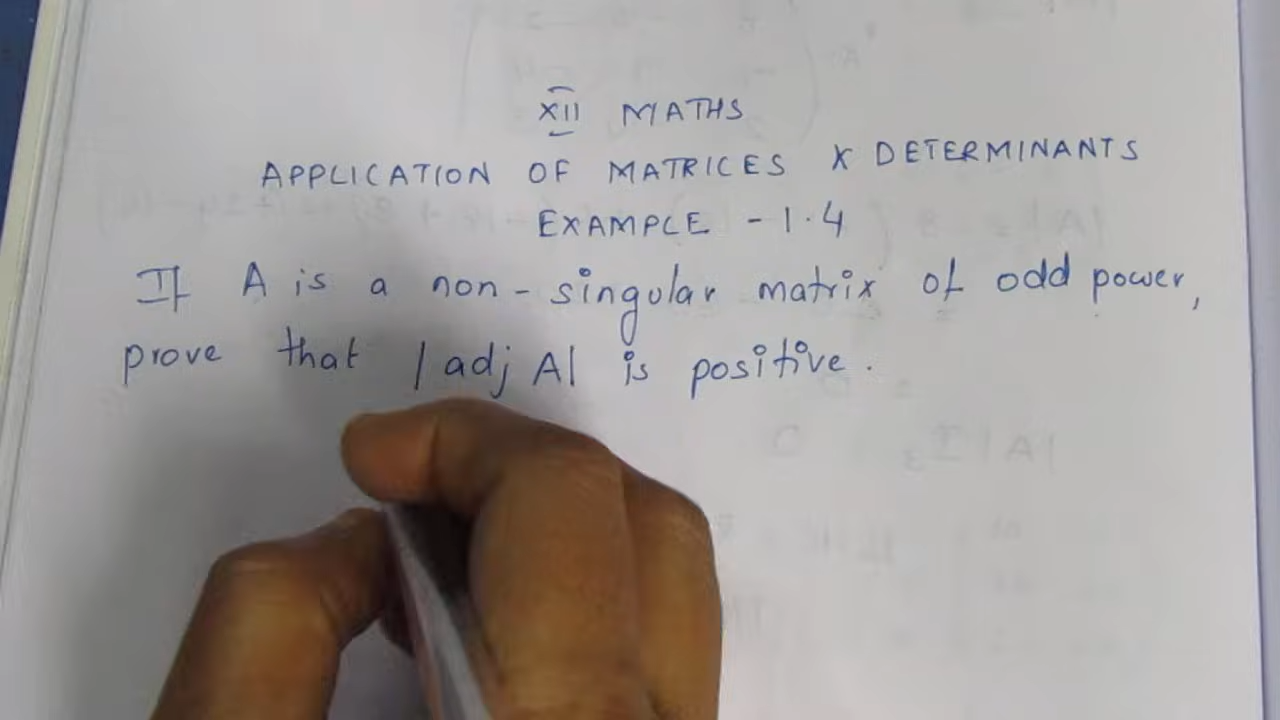 XII MATHS
APPLICATION OF MATRICES & DETERMINANTS
EXAMPLE - 1.4
If A is a non-singular matrix of odd power,
prove that |adj A| is positive.